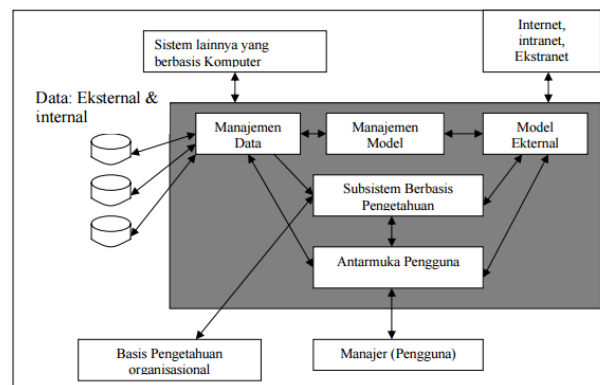 Sistem lainnya yang
berbasis Komputer
Internet,
intranet,
Ekstranet
Data: Eksternal &
internal
Manajemen
Data
Manajemen
Model
Model
Ekternal
Subsistem Berbasis
Pengetahuan
Antarmuka Pengguna
Basis Pengetahuan
organisasional
Manajer (Pengguna)